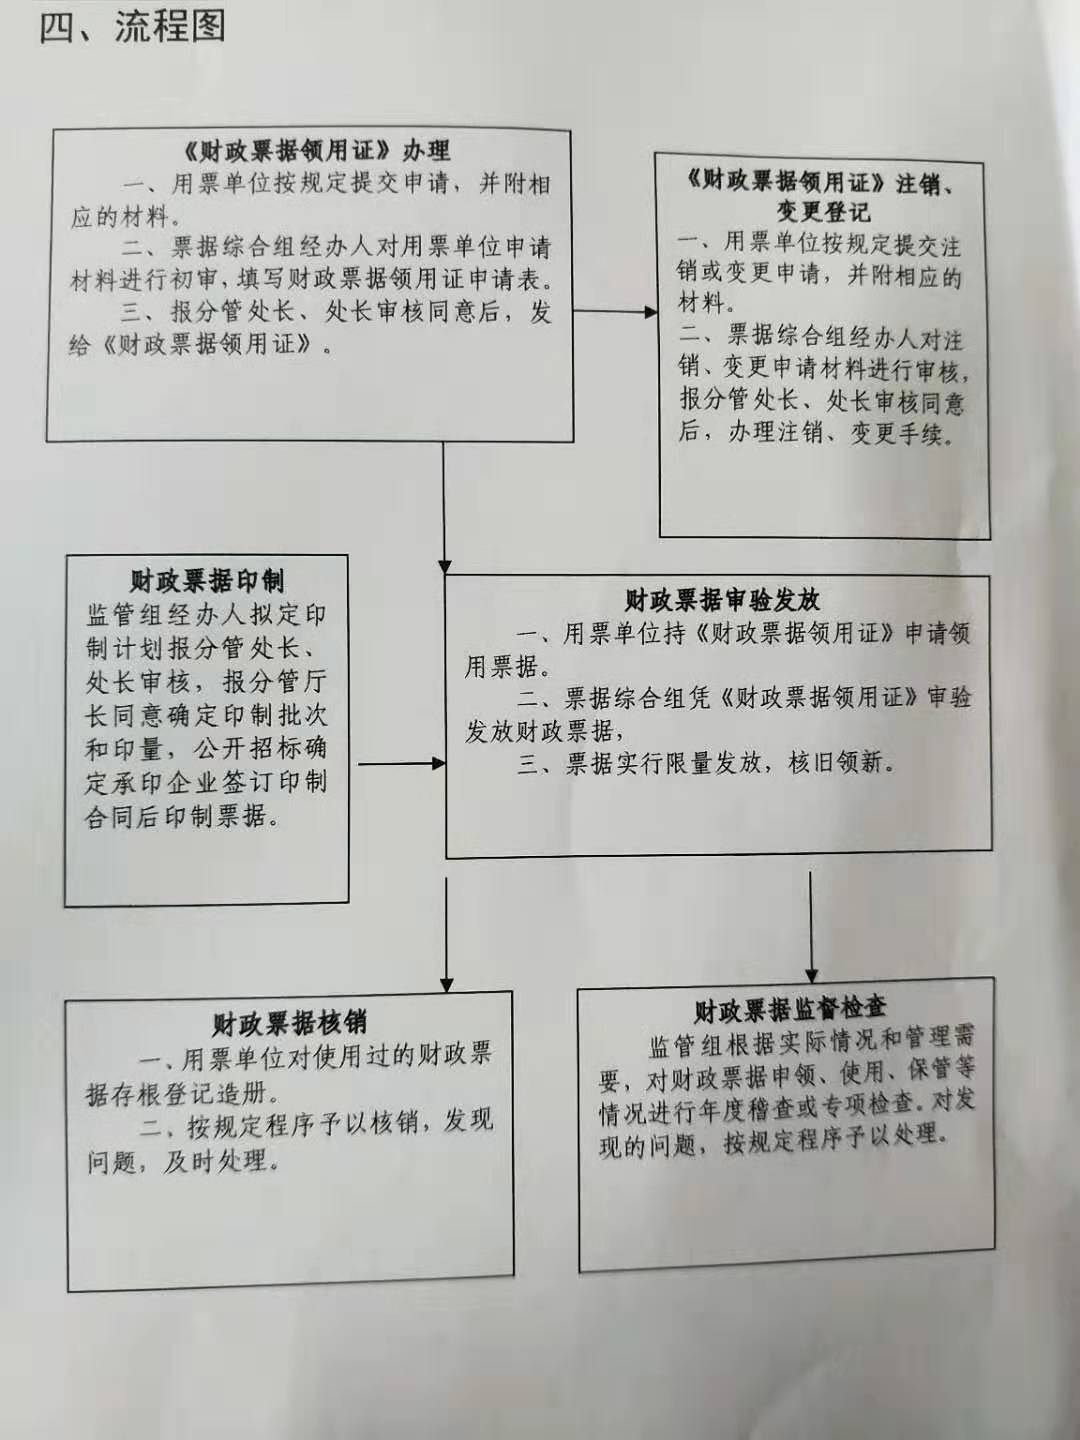 四、流程图
《财政票据领用证》办理
一、用票单位按规定提交申请，并附相
应的材料。
二、票据综合组经办人对用票单位申请
材料进行初审，填写财政票据领用证申请表。
三、报分管处长、处长审核同意后，发
给《财政票据领用证》。
《财政票据领用证》注销、
变更登记
一、用票单位按规定提交注
销或变更申请，并附相应的
材料。
二、票据综合组经办人对注
销、变更申请材料进行审核，
报分管处长、处长审核同意
后，办理注销、变更手续。
财政票据印制
监管组经办人拟定印
制计划报分管处长、
处长审核，报分管厅
长同意确定印制批次
和印量，公开招标确
定承印企业签订印制
合同后印制票据。
财政票据审验发放
一、用票单位持《财政票据领用证》申请领
用票据。
二、票据综合组凭《财政票据领用证》审验
发放财政票据，
三、票据实行限量发放，核旧领新。
财政票据核销
一、用票单位对使用过的财政票
据存根登记造册。
二、按规定程序予以核销，发现
问题，及时处理。
财政票据监督检查
监管组根据实际情况和管理需
要，对财政票据申领、使用、保管等
情况进行年度稽查或专项检查。对发
现的问题，按规定程序予以处理。